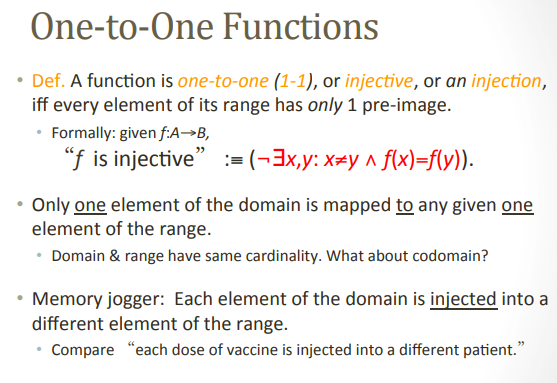 One-to-One Functions
• Def. A function is one-to-one (1-1), or injective, or an injection,
iff every element of its range has only 1 pre-image.
• Formally: given f:A→B,
“f is injective” :≡ (¬∃x,y: x≠y ∧ f(x)=f(y)).
• Only one element of the domain is mapped to any given one
element of the range.
• Domain & range have same cardinality. What about codomain?
• Memory jogger: Each element of the domain is injected into a
different element of the range.
• Compare “each dose of vaccine is injected into a different patient.”